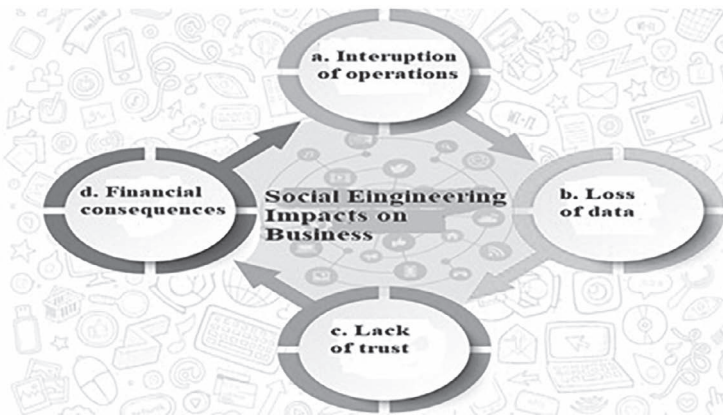 a. Interuption
of operations
b. Loss
of data
c. Lack
of trust
d. Financial
consequences
Social Eingineering
Impacts on
Business